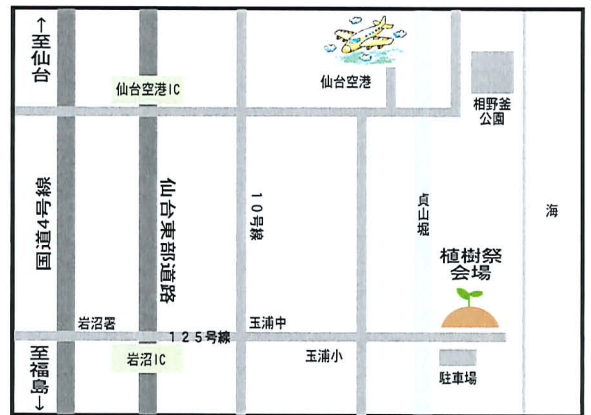 ↑至仙台
仙台空港IC
仙台空港
相野釜
公園
国道4号線
仙台東部道路
10号線
貞山堀
海
植樹祭
会場
岩沼署
125号線
玉浦中
岩沼IC
玉浦小
駐車場
至福島↓